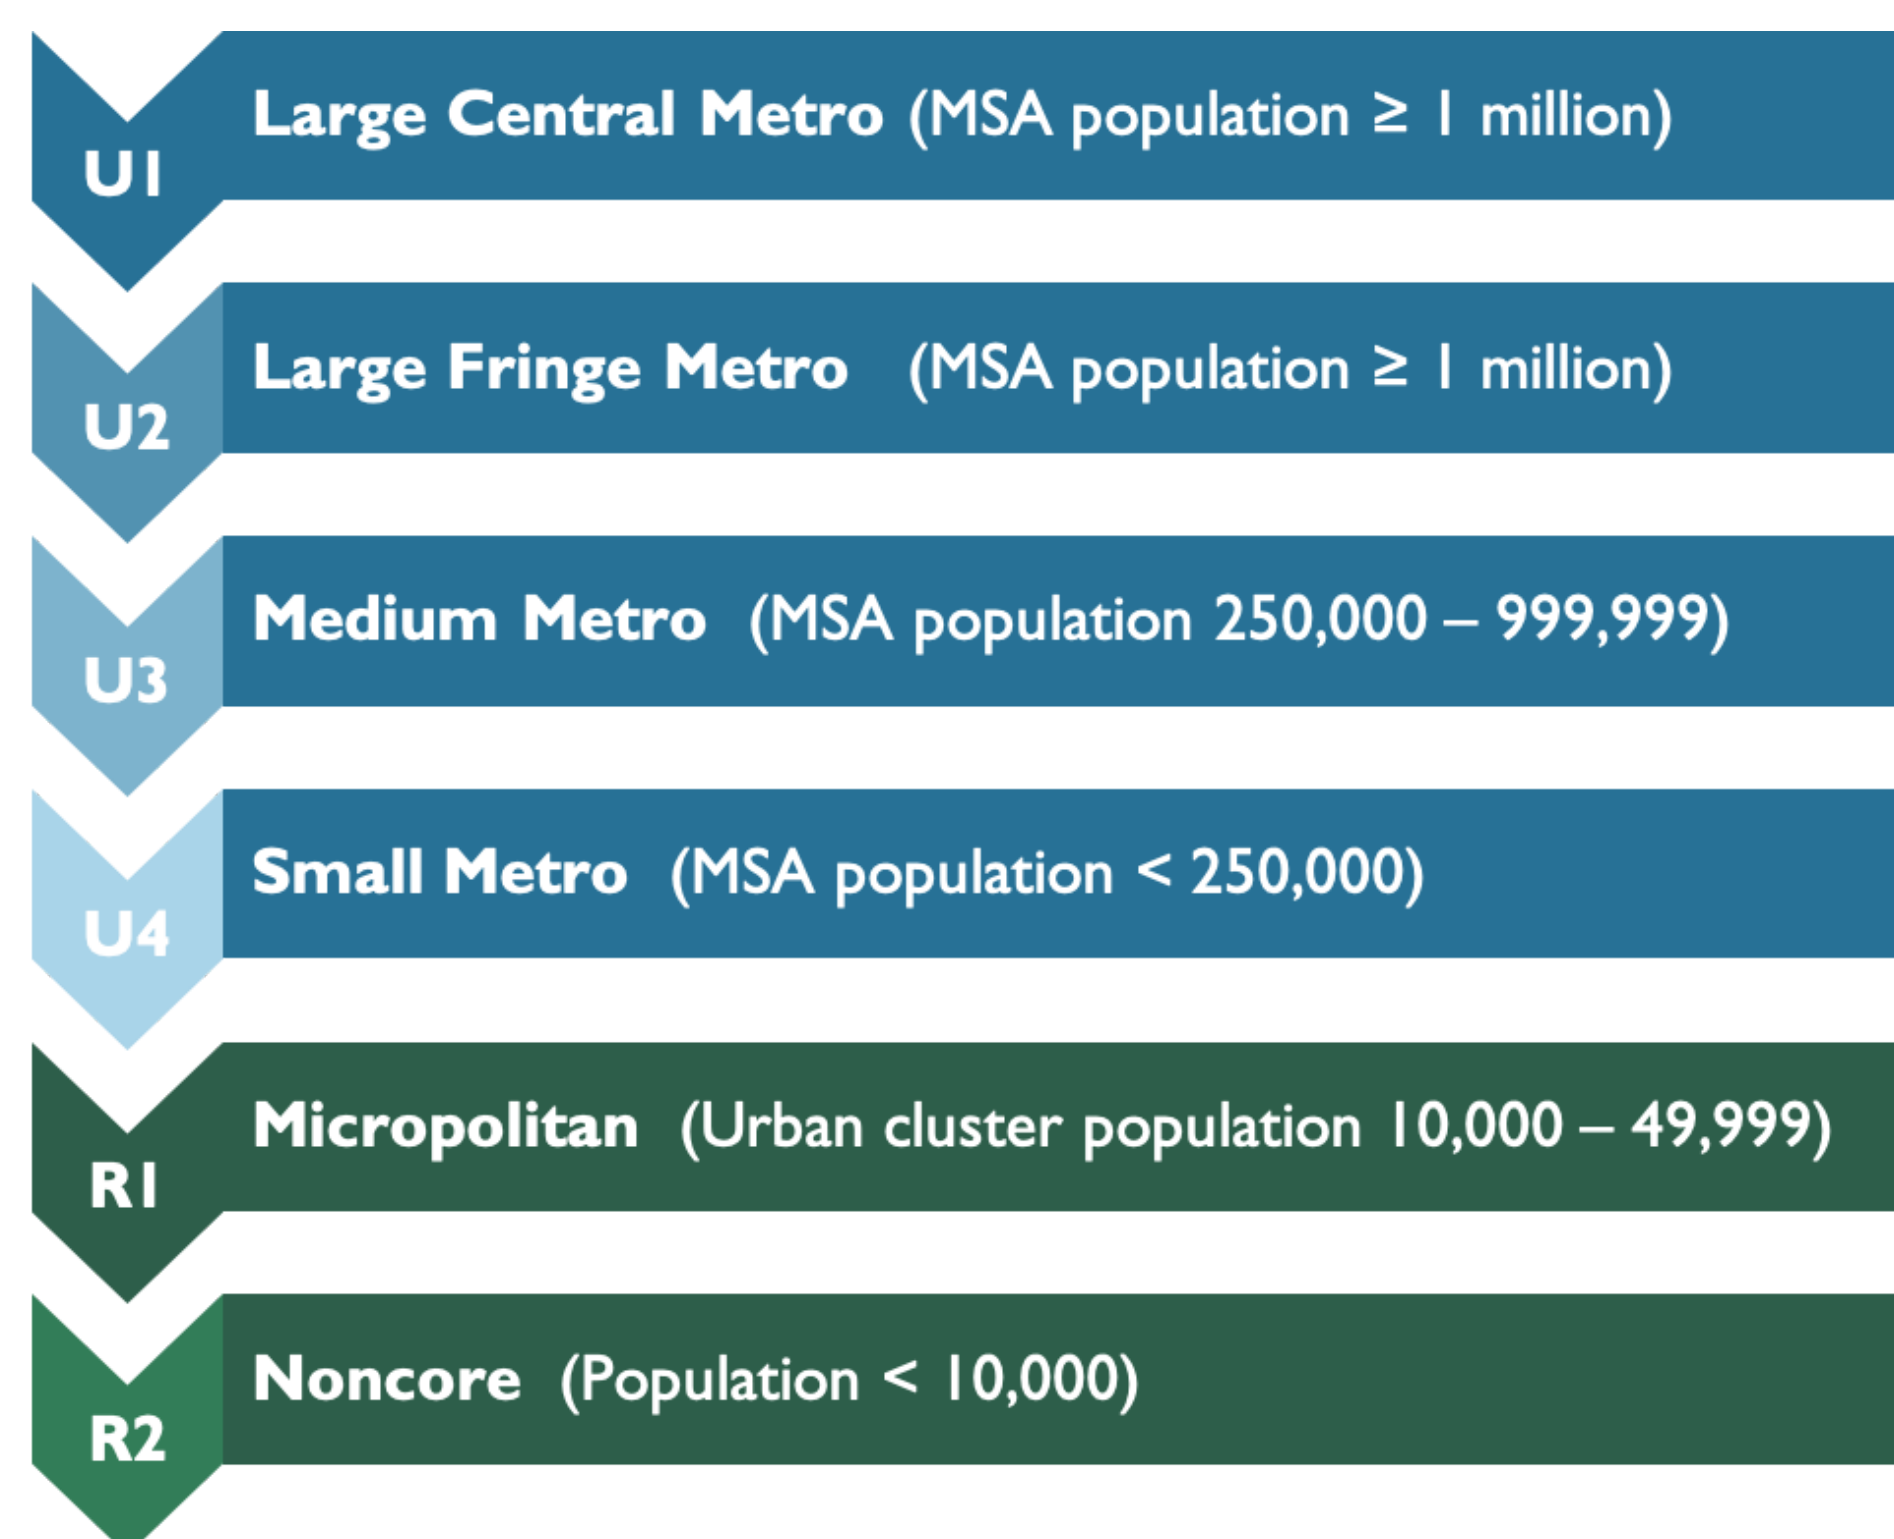 Large Central Metro (MSA population ≥ 1 million)
U1
Large Fringe Metro (MSA population ≥ 1 million)
U2
Medium Metro (MSA population 250,000 – 999,999)
U3
Small Metro (MSA population < 250,000)
U4
Micropolitan (Urban cluster population 10,000 – 49,999)
R1
Noncore (Population < 10,000)
R2